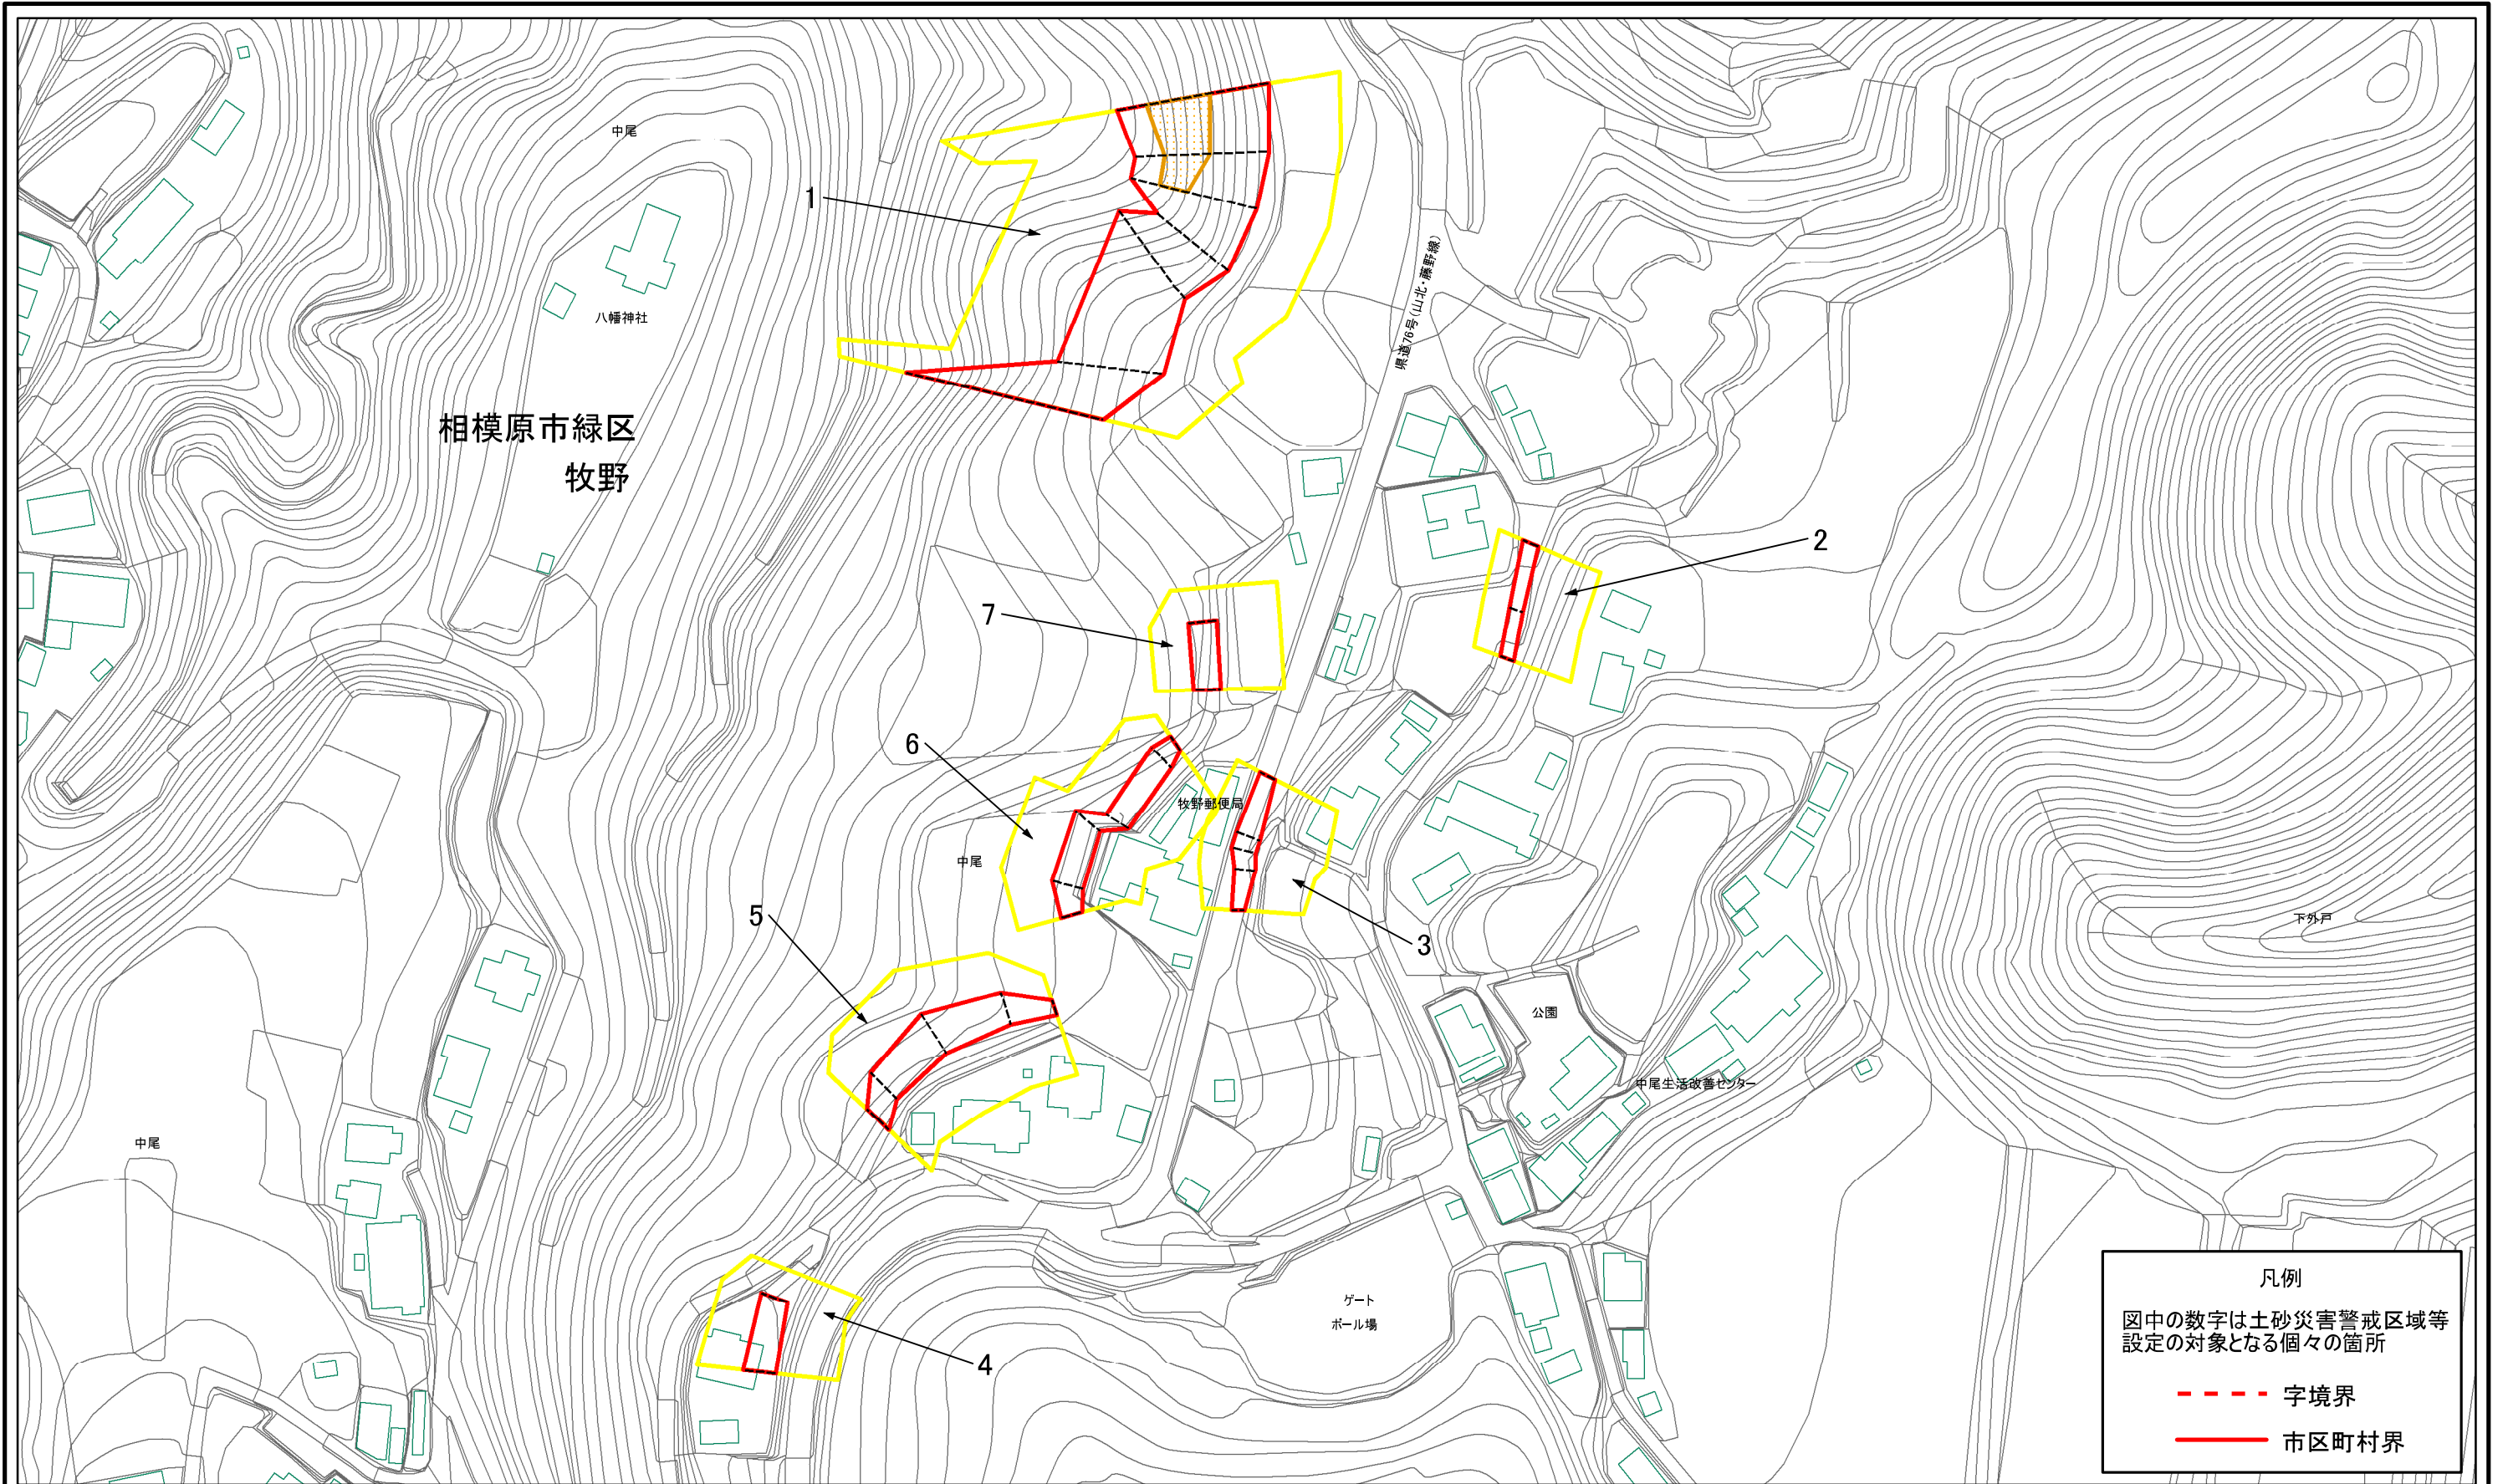 中尾
1
八幡神社
県道76号(山北・藤野線)
相模原市緑区
牧野
2
7
6
牧野郵便局
中尾
5
3
下外戸
公園
中尾生活改善センター
中尾
4
ゲート
ボール場
凡例
図中の数字は土砂災害警戒区域等
設定の対象となる個々の箇所
字境界
市区町村界